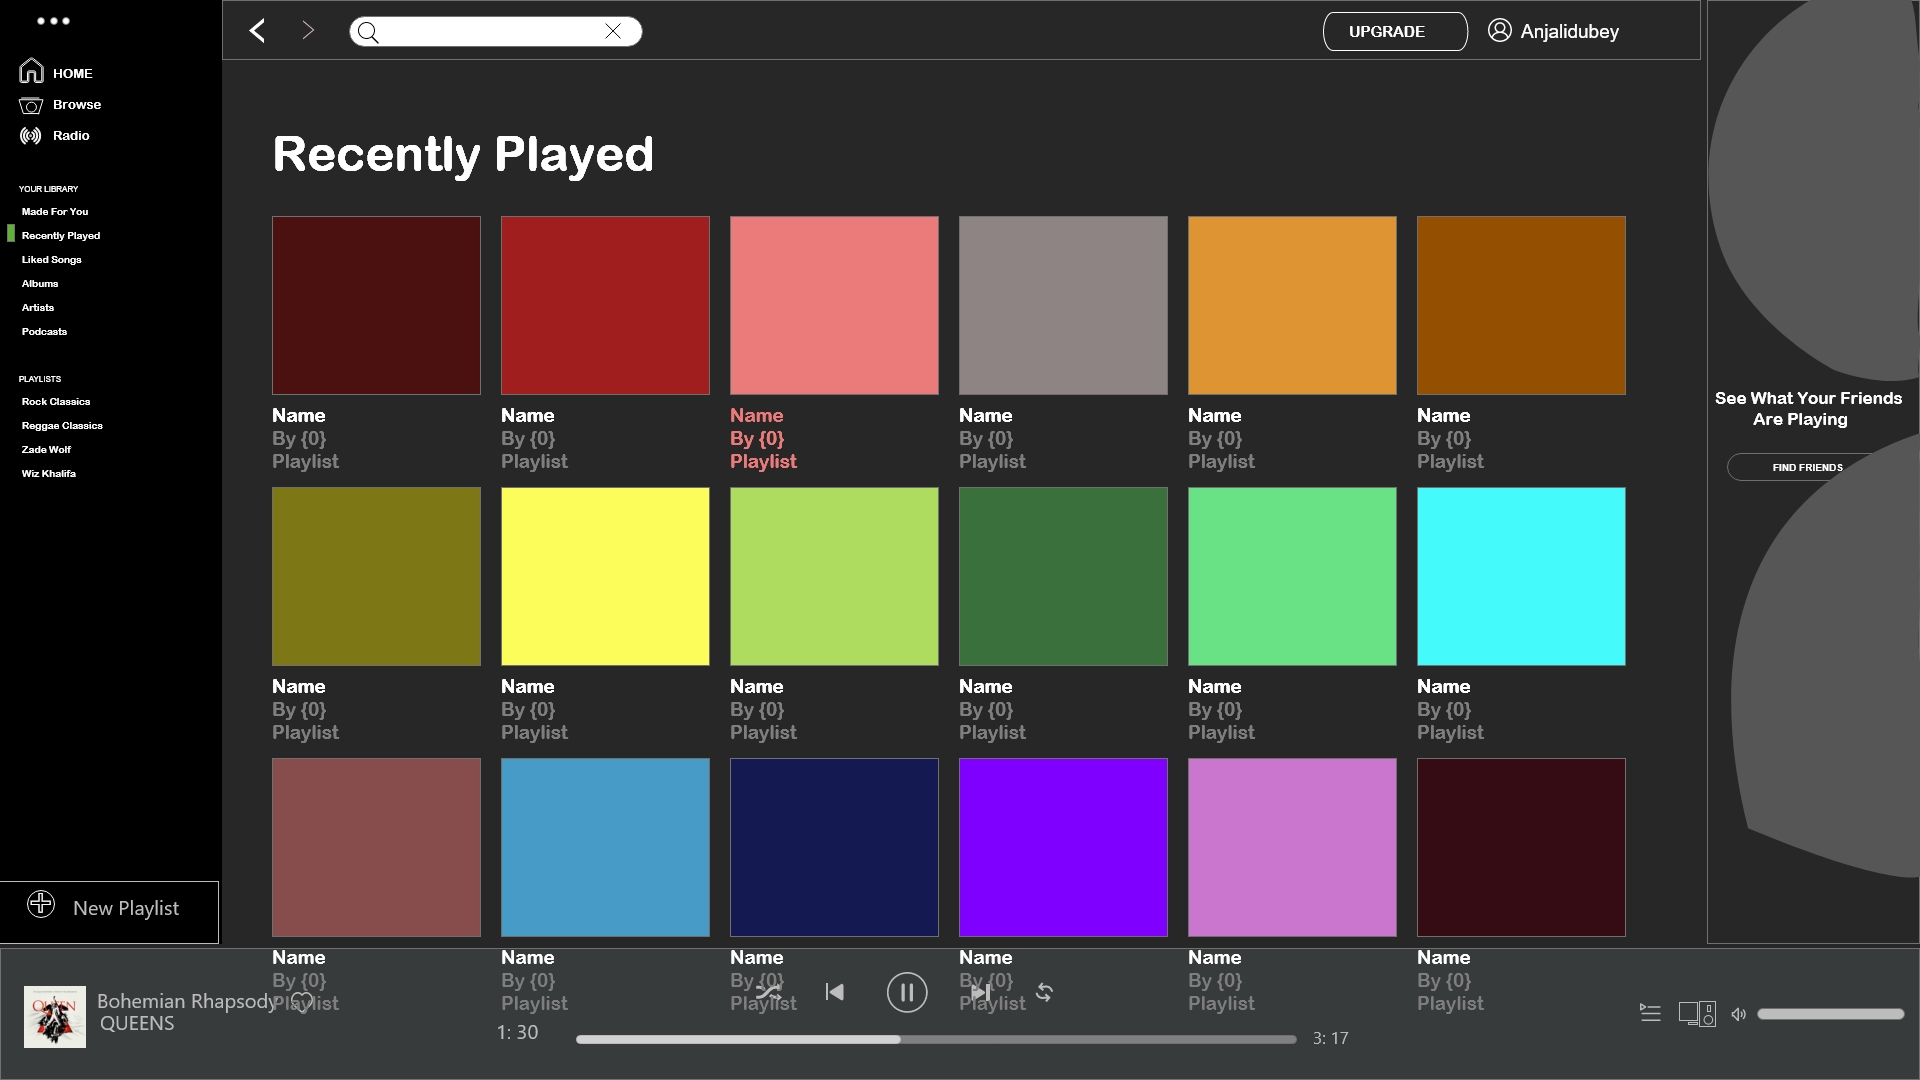 UPGRADE
Anjalidubey
HOME
Browse
Radio
YOUR LIBRARY
Made For You
Recently Played
Liked Songs
Albums
Artists
Podcasts
PLAYLISTS
Rock Classics
Reggae Classics
Zade Wolf
Wiz Khalifa
New Playlist
Recently Played
Name
By {0}
Playlist
Name
By {0}
Playlist
Name
By {0}
Playlist
Name
By {0}
Playlist
Name
By {0}
Playlist
Name
By {0}
Playlist
Name
By {0}
Playlist
Name
By {0}
Playlist
Name
By {0}
Playlist
Name
By {0}
Playlist
Name
By {0}
Playlist
Name
By {0}
Playlist
Name
By {0}
Playlist
Name
By {0}
Playlist
Name
By {0}
Playlist
Name
By {0}
Playlist
Name
By {0}
Playlist
Name
By {0}
Playlist
See What Your Friends
Are Playing
FIND FRIENDS
QUEEN
Bohemian Rhapsody
QUEENS
1: 30
3: 17